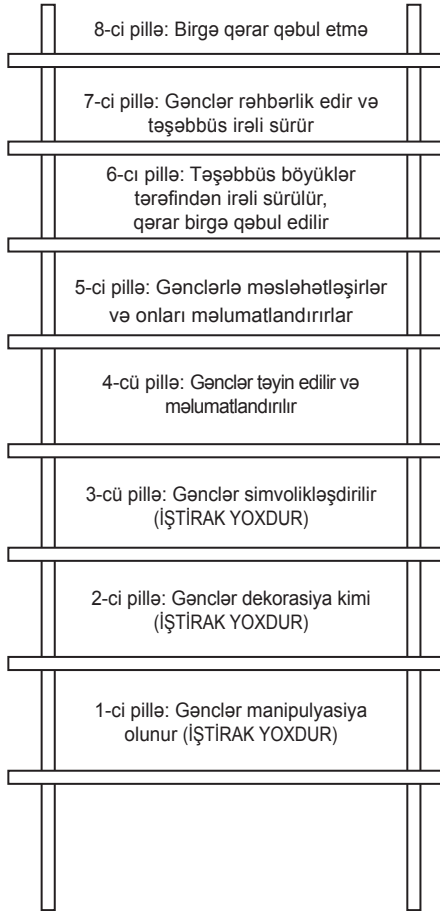 8-ci pillə: Birgə qərar qəbul etmə
7-ci pillə: Gənclər rəhbərlik edir və
təşəbbüs irəli sürür
6-cı pillə: Təşəbbüs böyüklər
tərəfindən irəli sürülür,
qərar birgə qəbul edilir
5-ci pillə: Gənclərlə məsləhətləşirlər
və onları məlumatlandırırlar
4-cü pillə: Gənclər təyin edilir və
məlumatlandırılır
3-cü pillə: Gənclər simvolikləşdirilir
(İŞTİRAK YOXDUR)
2-ci pillə: Gənclər dekorasiya kimi
(İŞTİRAK YOXDUR)
1-ci pillə: Gənclər manipulyasiya
olunur (İŞTİRAK YOXDUR)